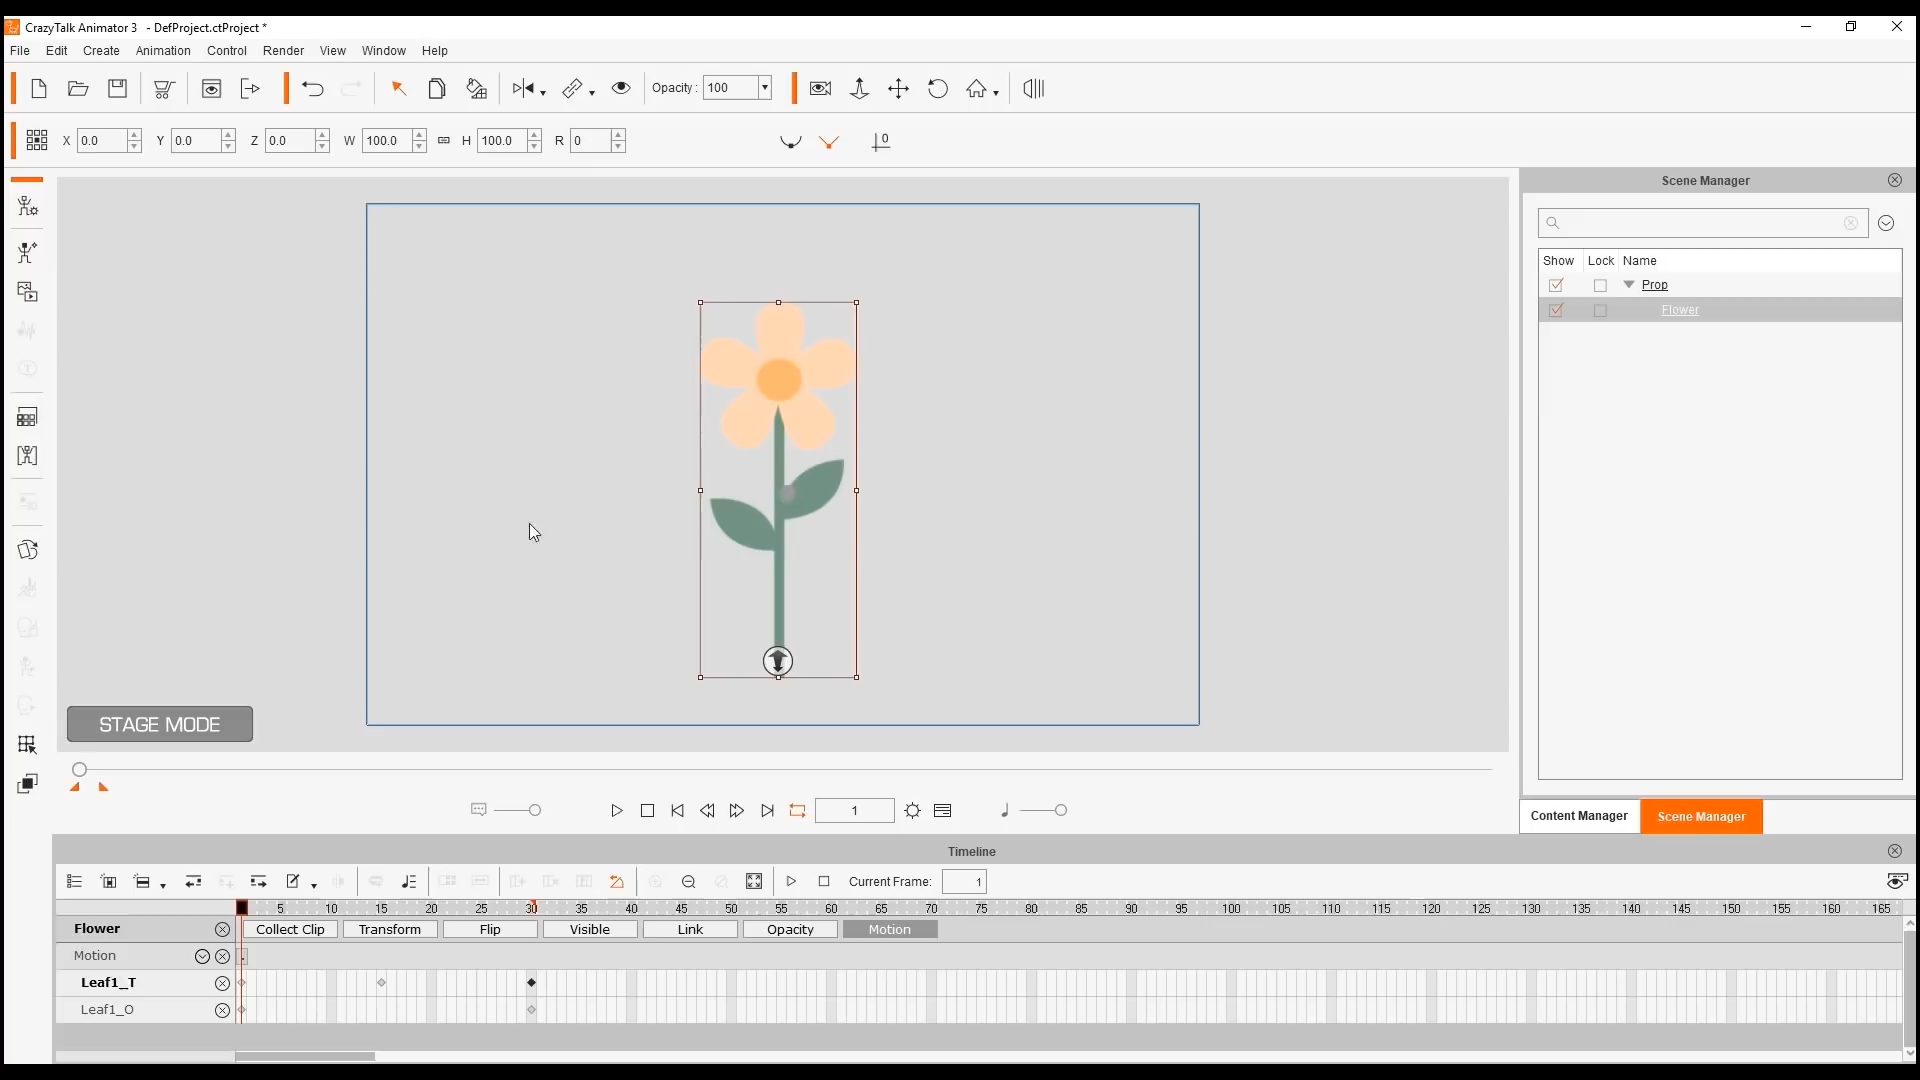 CrazyTalk Animator 3 - DefProject.ctProject *
File Edit Create Animation Control Render View Window Help
Opacity : 100
X 0.0 Y 0.0 Z 0.0 W 100.0 H 100.0 R 0 0
Scene Manager
Show Lock Name
Prop
Flower
STAGE MODE
1
Content Manager Scene Manager
Timeline
Current Frame: 1
5 10 15 20 25 30 35 40 45 50 55 60 65 70 75 80 85 90 95 100 105 110 115 120 125 130 135 140 145 150 155 160 165
Flower Collect Clip Transform Flip Visible Link Opacity Motion
Motion
Leaf1_T
Leaf1_O